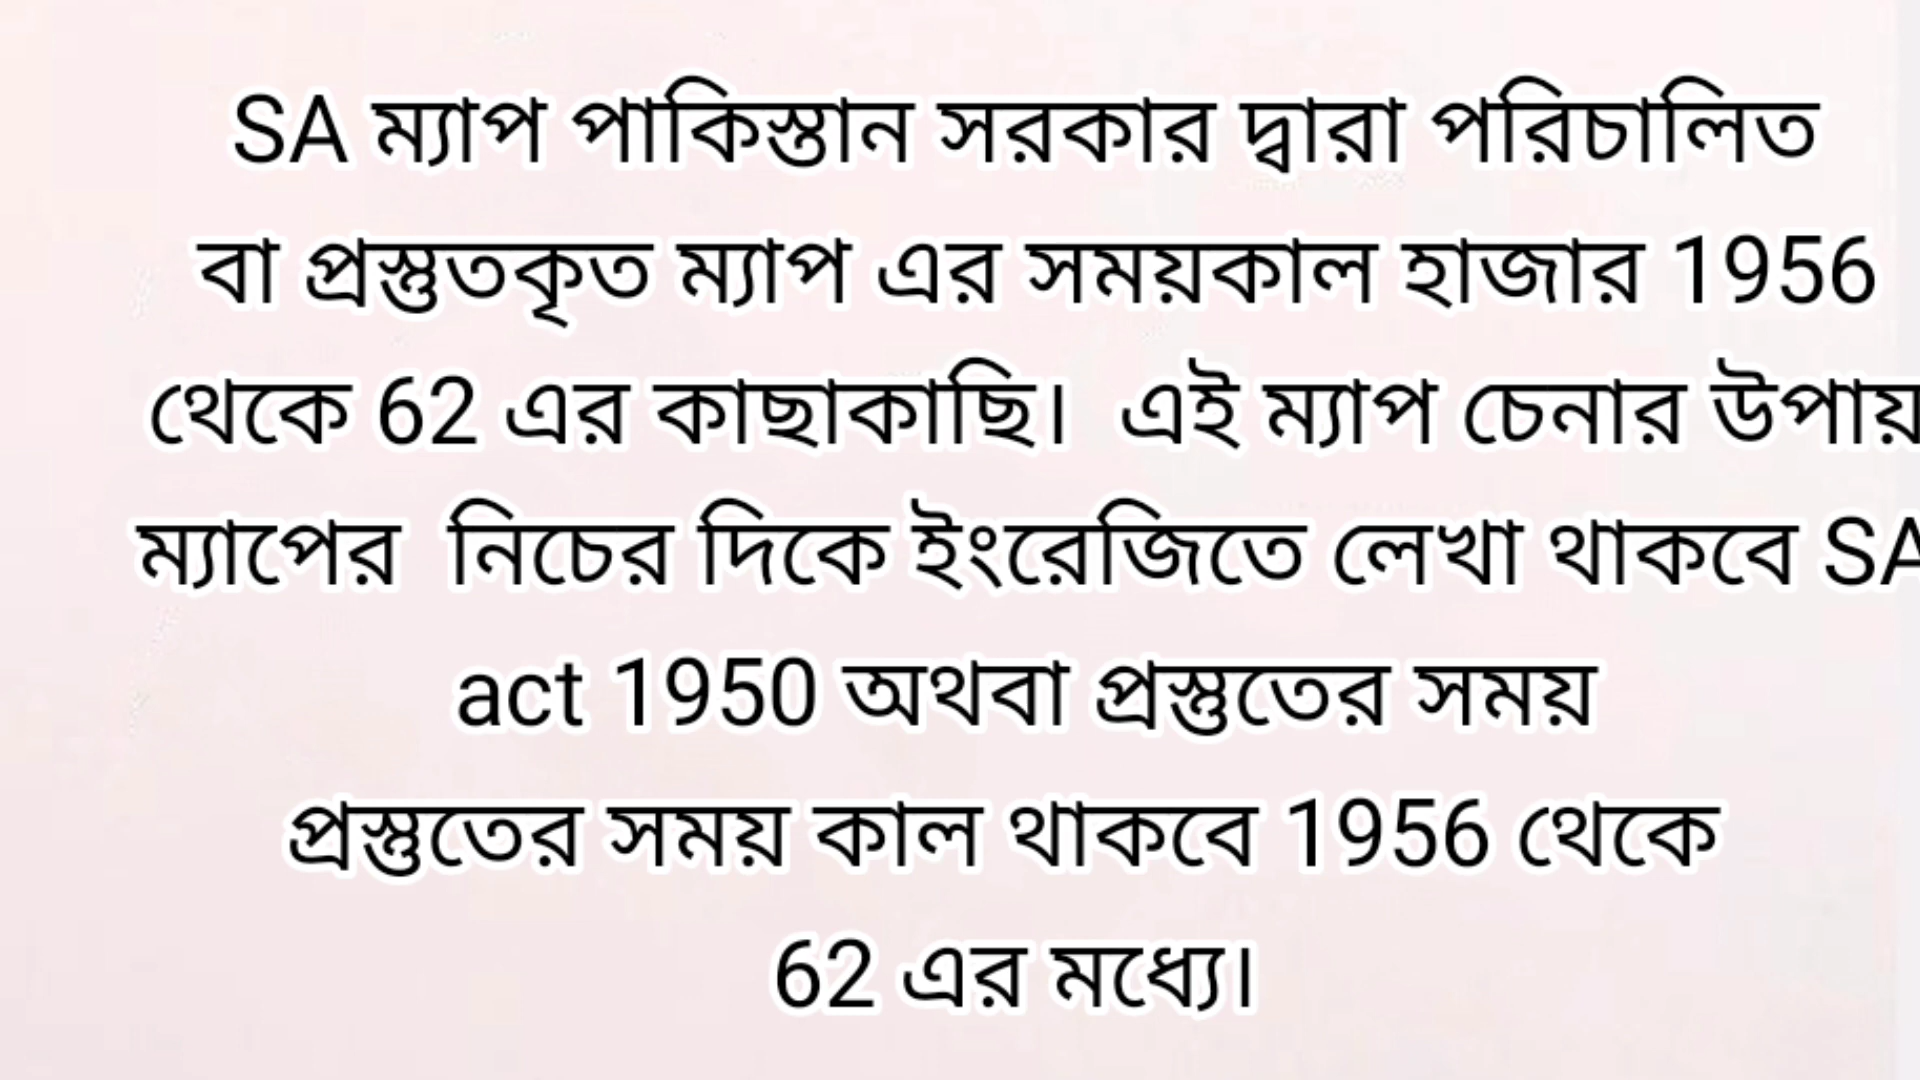 SA ম্যাপ পাকিস্তান সরকার দ্বারা পরিচালিত
বা প্রস্তুতকৃত ম্যাপ এর সময়কাল হাজার 1956
থেকে 62 এর কাছাকাছি। এই ম্যাপ চেনার উপায়
ম্যাপের নিচের দিকে ইংরেজিতে লেখা থাকবে SA
act 1950 অথবা প্রস্তুতের সময়
প্রস্তুতের সময় কাল থাকবে 1956 থেকে
62 এর মধ্যে।